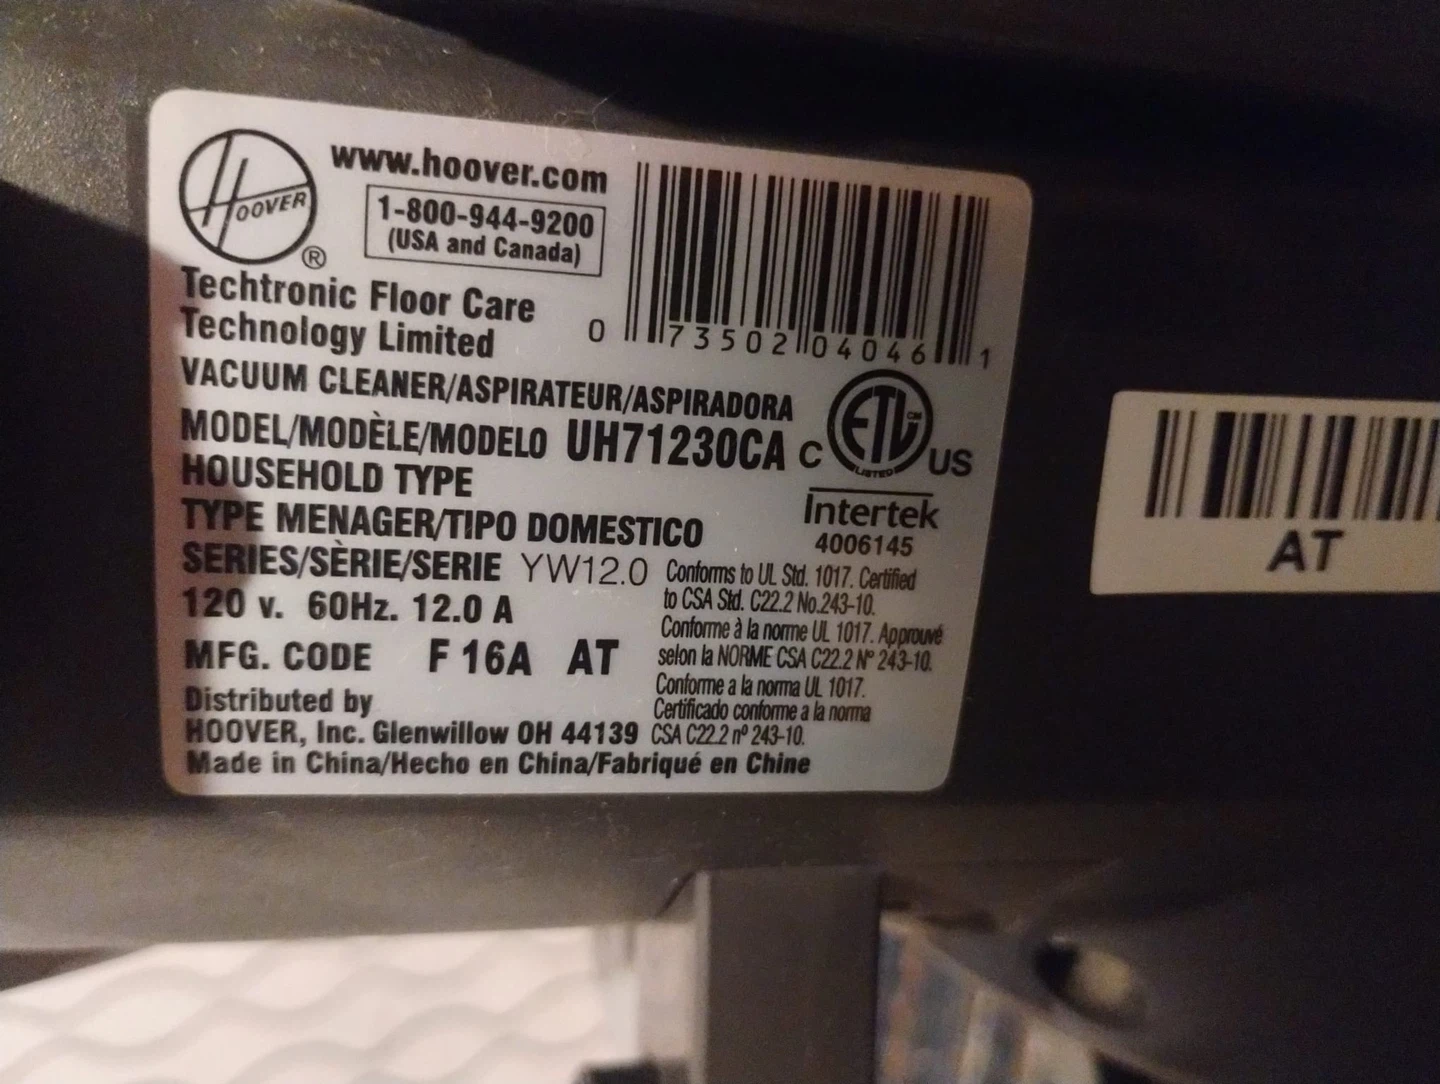 HOOVER
®
www.hoover.com
1-800-944-9200
(USA and Canada)
0 73502 04046 1
Techtronic Floor Care
Technology Limited
VACUUM CLEANER/ASPIRATEUR/ASPIRADORA
MODEL/MODÈLE/MODELO UH71230CA
C ETL CM LISTED US
Intertek
4006145
HOUSEHOLD TYPE
TYPE MENAGER/TIPO DOMESTICO
SERIES/SÈRIE/SERIE YW12.0
120 v. 60Hz. 12.0 A
MFG. CODE F 16A AT
Conforms to UL Std. 1017. Certified
to CSA Std. C22.2 No.243-10.
Conforme à la norme UL 1017. Approuvé
selon la NORME CSA C22.2 N° 243-10.
Conforme a la norma UL 1017.
Certificado conforme a la norma
CSA C22.2 nº 243-10.
Distributed by
HOOVER, Inc. Glenwillow OH 44139
Made in China/Hecho en China/Fabriqué en Chine
AT